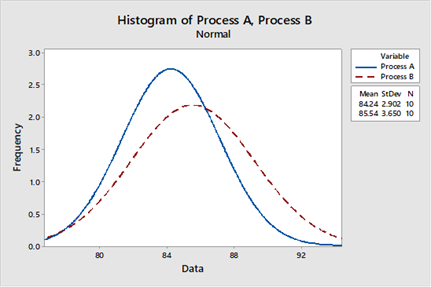 Histogram of Process A, Process B
Normal
Variable
Process A
Process B
Mean StDev N
84.24 2.902 10
85.54 3.650 10
Frequency
3.0
2.5
2.0
1.5
1.0
0.5
0.0
80 84 88 92
Data